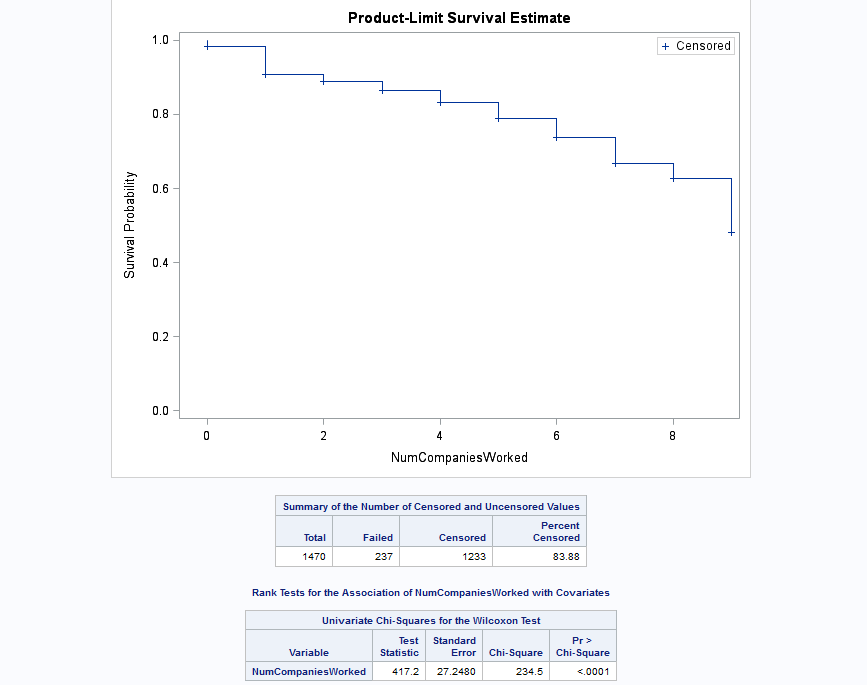 Product-Limit Survival Estimate
+ Censored
1.0
0.8
0.6
0.4
0.2
0.0
Survival Probability
0 2 4 6 8
NumCompaniesWorked
Summary of the Number of Censored and Uncensored Values
Total Failed Censored Percent Censored
1470 237 1233 83.88
Rank Tests for the Association of NumCompaniesWorked with Covariates
Univariate Chi-Squares for the Wilcoxon Test
Variable Test Statistic Standard Error Chi-Square Pr > Chi-Square
NumCompaniesWorked 417.2 27.2480 234.5 <.0001